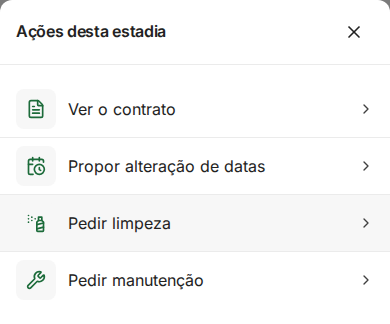 Ações desta estadia
Ver o contrato
Propor alteração de datas
Pedir limpeza
Pedir manutenção